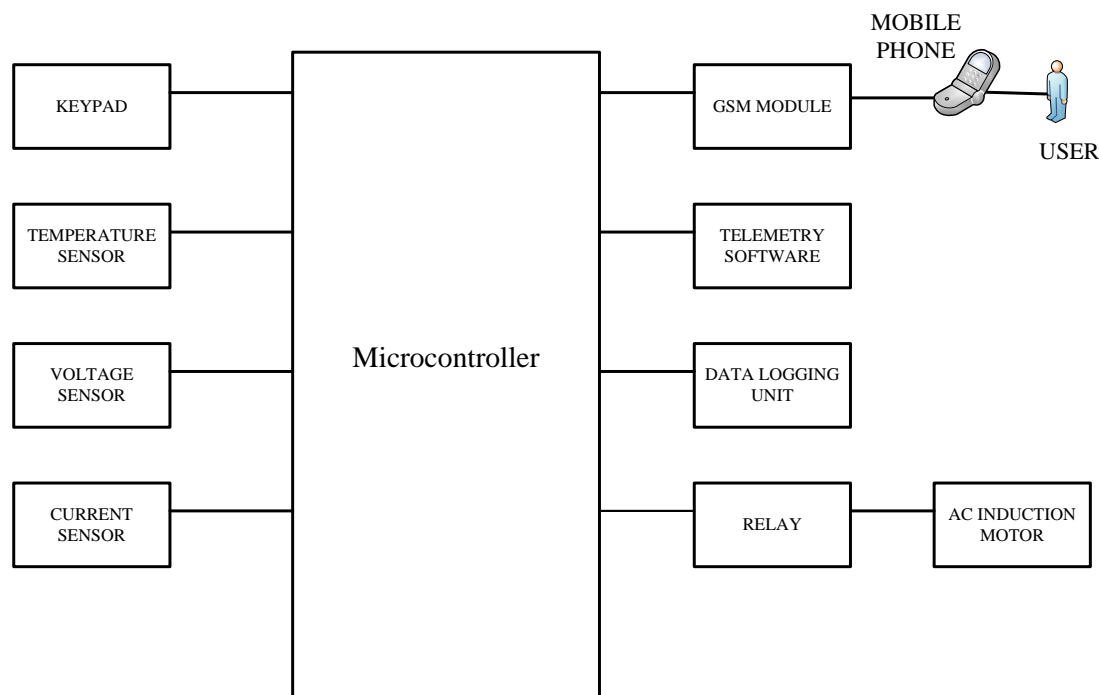 MOBILE
PHONE
KEYPAD
GSM MODULE
USER
TEMPERATURE
SENSOR
TELEMETRY
SOFTWARE
Microcontroller
VOLTAGE
SENSOR
DATA LOGGING
UNIT
CURRENT
SENSOR
RELAY
AC INDUCTION
MOTOR